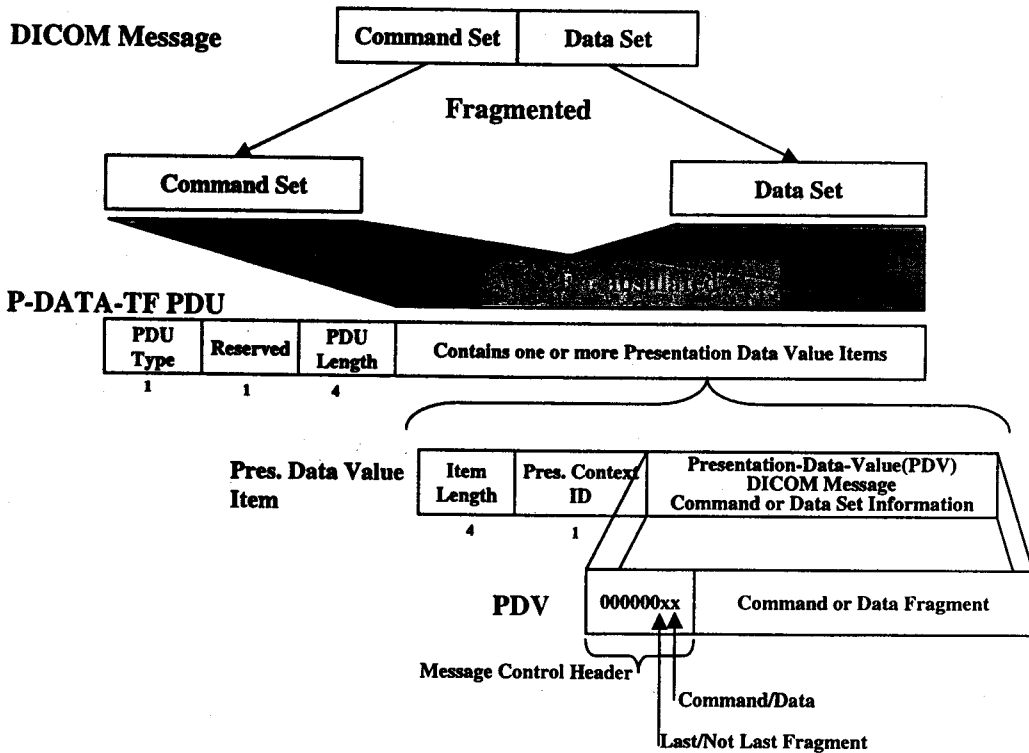 DICOM Message
Command Set
Data Set
Fragmented
Command Set
Data Set
P-DATA-TF PDU
PDU
Type
Reserved
PDU
Length
Contains one or more Presentation Data Value Items
1
1
4
Pres. Data Value
Item
Item
Length
Pres. Context
ID
Presentation-Data-Value(PDV)
DICOM Message
Command or Data Set Information
4
1
PDV
000000xx
Command or Data Fragment
Message Control Header
Command/Data
Last/Not Last Fragment